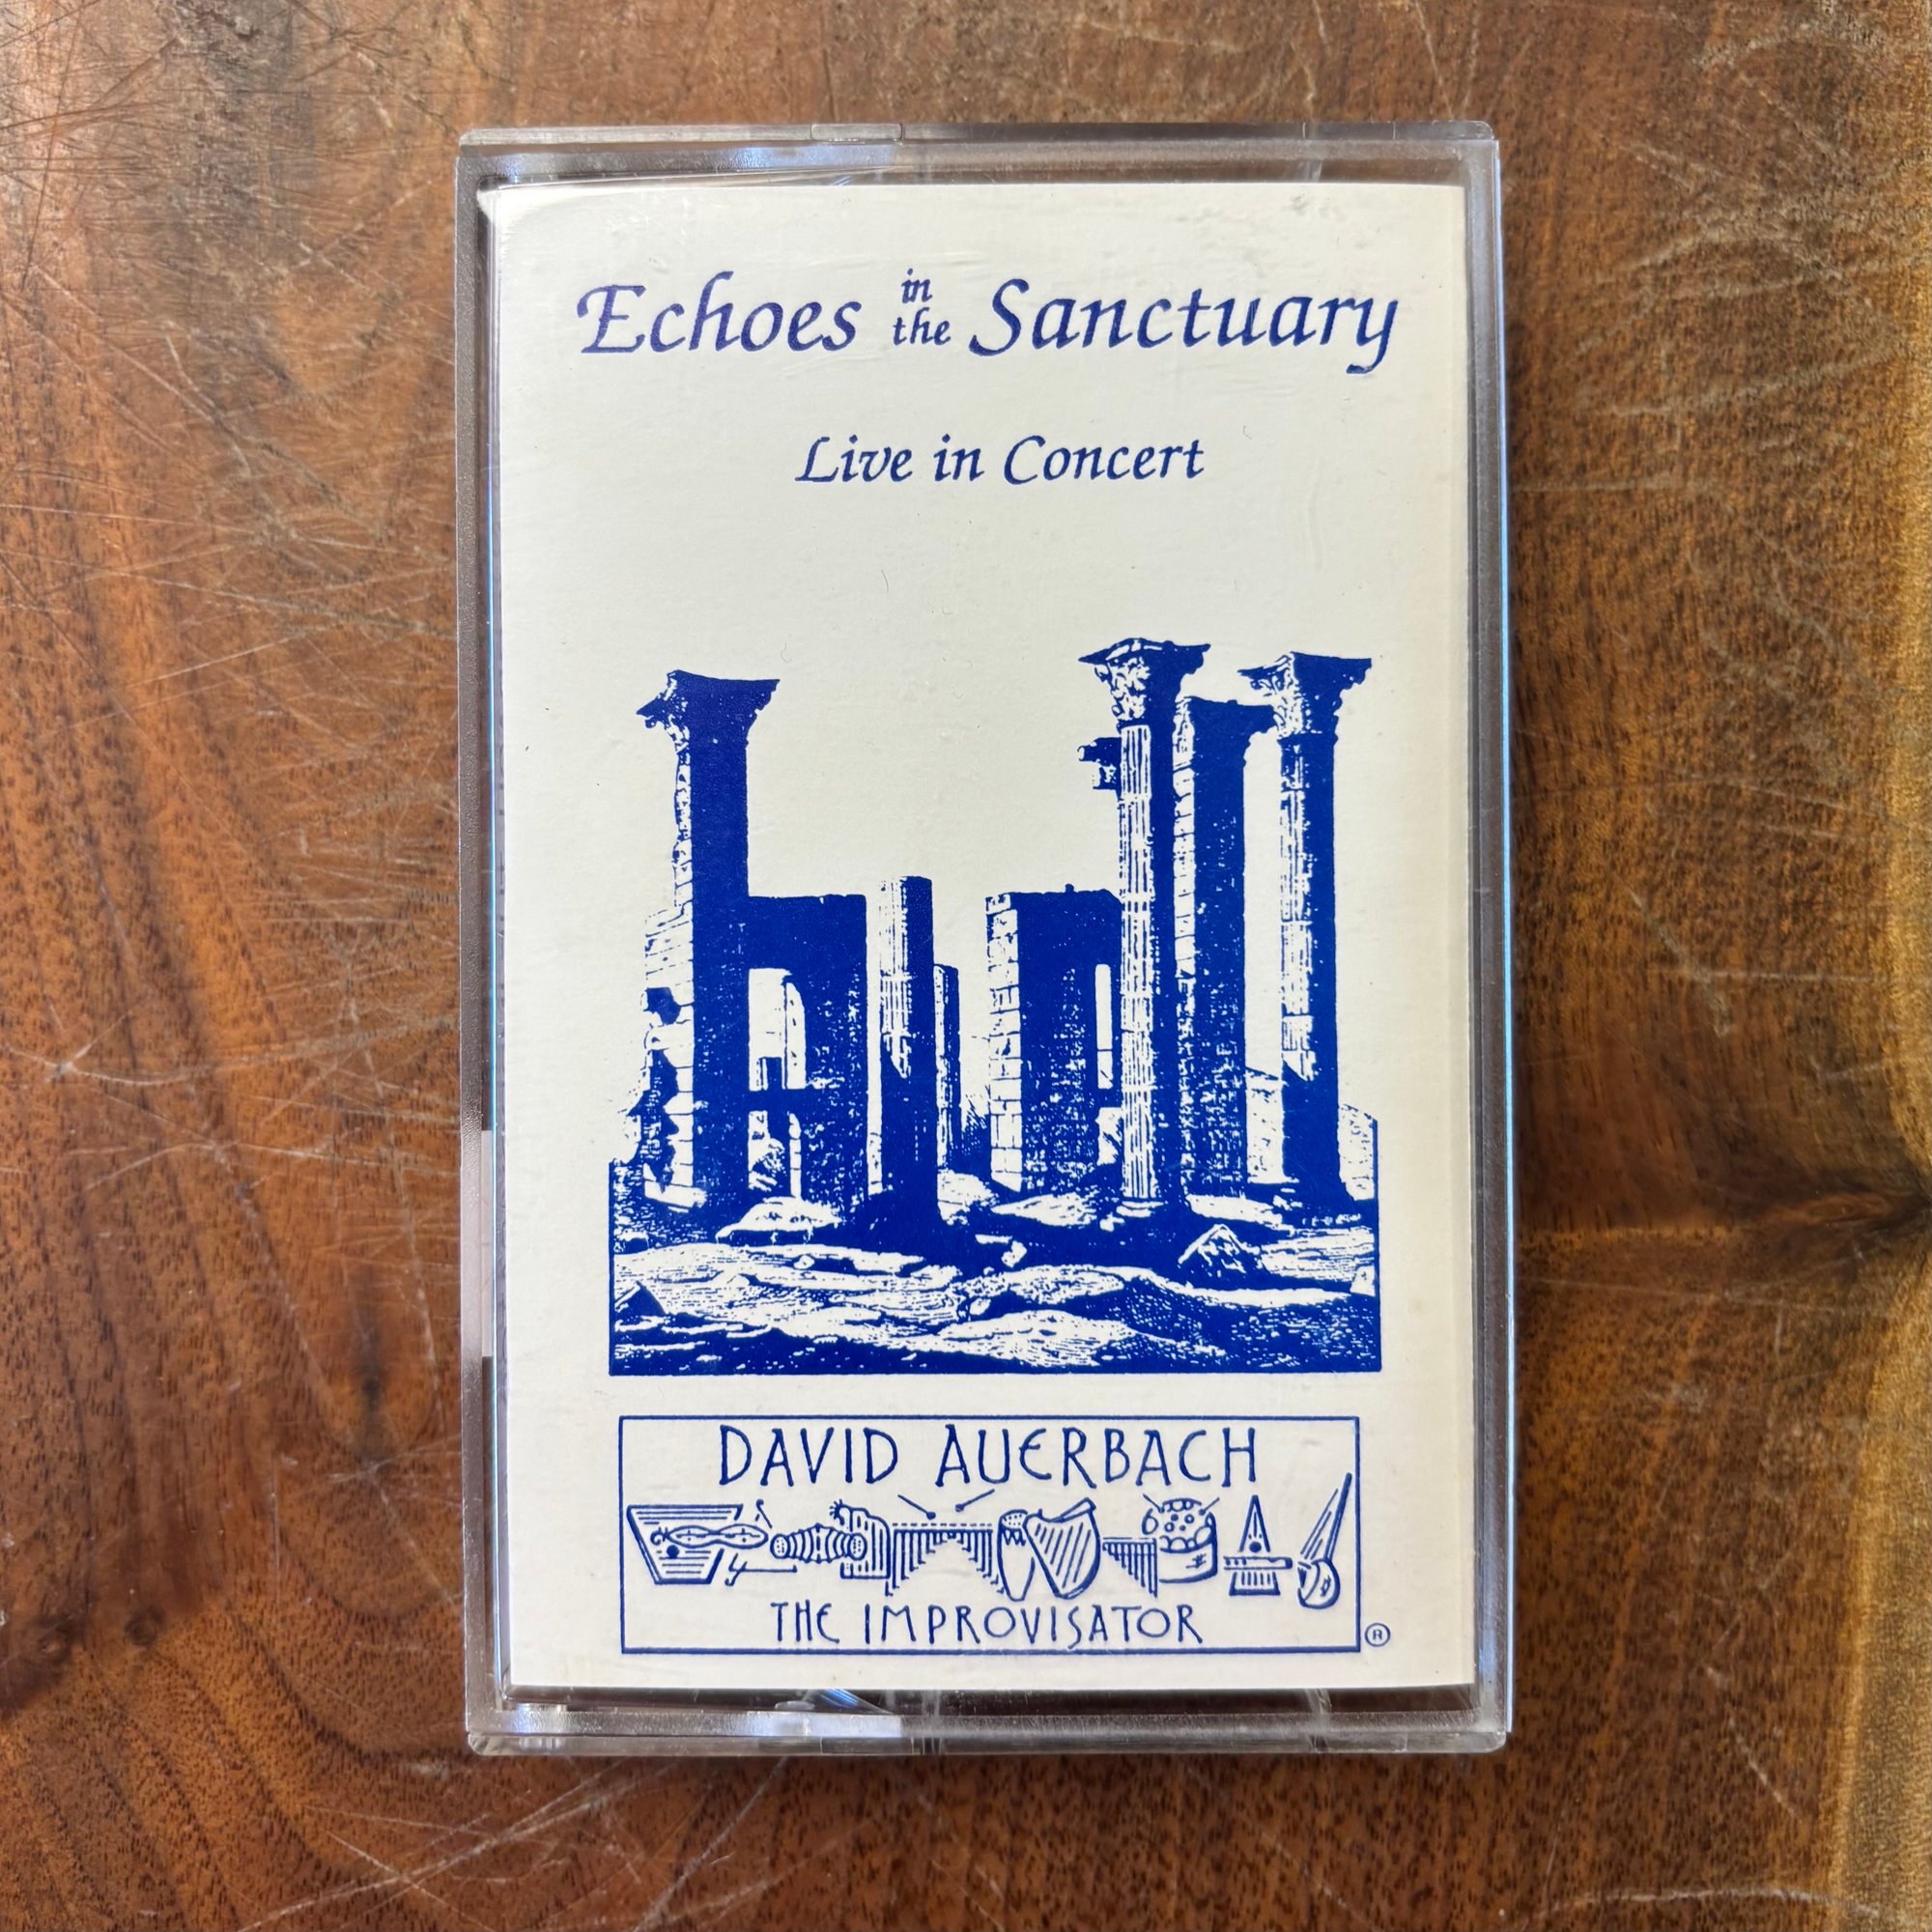 Echoes in the Sanctuary
Live in Concert
DAVID AUERBACH
THE IMPROVISATOR
®